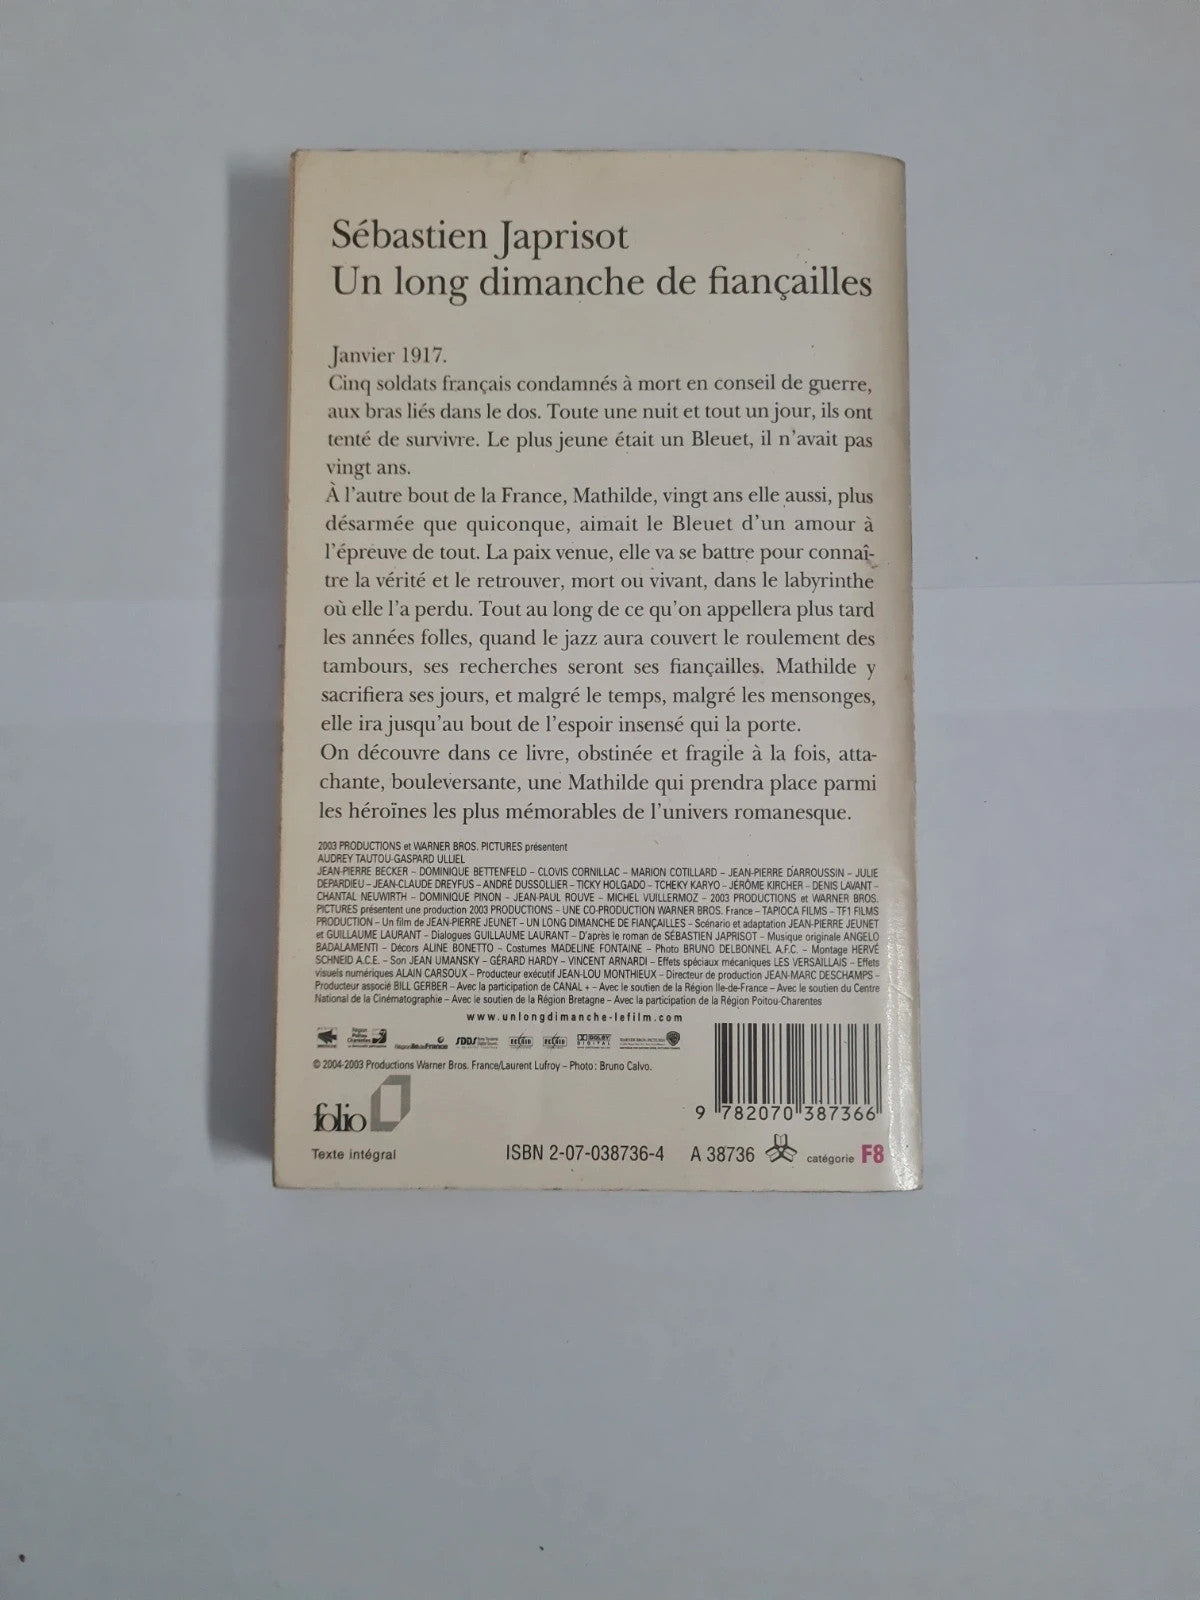 Sébastien Japrisot
Un long dimanche de fiançailles
Janvier 1917.
Cinq soldats français condamnés à mort en conseil de guerre,
aux bras liés dans le dos. Toute une nuit et tout un jour, ils ont
tenté de survivre. Le plus jeune était un Bleuet, il n'avait pas
vingt ans.
À l'autre bout de la France, Mathilde, vingt ans elle aussi, plus
désarmée que quiconque, aimait le Bleuet d'un amour à
l'épreuve de tout. La paix venue, elle va se battre pour connaî-
tre la vérité et le retrouver, mort ou vivant, dans le labyrinthe
où elle l'a perdu. Tout au long de ce qu'on appellera plus tard
les années folles, quand le jazz aura couvert le roulement des
tambours, ses recherches seront ses fiançailles. Mathilde y
sacrifiera ses jours, et malgré le temps, malgré les mensonges,
elle ira jusqu'au bout de l'espoir insensé qui la porte.
On découvre dans ce livre, obstinée et fragile à la fois, atta-
chante, bouleversante, une Mathilde qui prendra place parmi
les héroïnes les plus mémorables de l'univers romanesque.
2003 PRODUCTIONS et WARNER BROS. PICTURES présentent
AUDREY TAUTOU-GASPARD ULLIEL
JEAN-PIERRE BECKER – DOMINIQUE BETTENFELD – CLOVIS CORNILLAC – MARION COTILLARD – JEAN-PIERRE DARROUSSIN – JULIE
DEPARDIEU – JEAN-CLAUDE DREYFUS – ANDRÉ DUSSOLLIER – TICKY HOLGADO – TCHEKY KARYO – JÉRÔME KIRCHER – DENIS LAVANT –
CHANTAL NEUWIRTH – DOMINIQUE PINON – JEAN-PAUL ROUVE – MICHEL VUILLERMOZ – 2003 PRODUCTIONS et WARNER BROS.
PICTURES présentent une production 2003 PRODUCTIONS – UNE CO-PRODUCTION WARNER BROS. France – TAPIOCA FILMS – TF1 FILMS
PRODUCTION – Un film de JEAN-PIERRE JEUNET – UN LONG DIMANCHE DE FIANÇAILLES – Scénario et adaptation JEAN-PIERRE JEUNET
et GUILLAUME LAURANT – Dialogues GUILLAUME LAURANT – D'après le roman de SÉBASTIEN JAPRISOT – Musique originale ANGELO
BADALAMENTI – Décors ALINE BONETTO – Costumes MADELINE FONTAINE – Photo BRUNO DELBONNEL A.F.C. – Montage HERVÉ
SCHNEID A.C.E. – Son JEAN UMANSKY – GÉRARD HARDY – VINCENT ARNARDI – Effets spéciaux mécaniques LES VERSAILLAIS – Effets
visuels numériques ALAIN CARSOUX – Producteur exécutif JEAN-LOU MONTHIEUX – Directeur de production JEAN-MARC DESCHAMPS –
Producteur associé BILL GERBER – Avec la participation de CANAL + – Avec le soutien de la Région Ile-de-France – Avec le soutien du Centre
National de la Cinématographie – Avec le soutien de la Région Bretagne – Avec la participation de la Région Poitou-Charentes
www.unlongdimanche-lefilm.com
Région Poitou Charentes îledeFrance SDDS DOLBY DIGITAL
© 2004-2003 Productions Warner Bros. France/Laurent Lufroy – Photo : Bruno Calvo.
9 782070 387366
folio
Texte intégral ISBN 2-07-038736-4 A 38736 catégorie F8